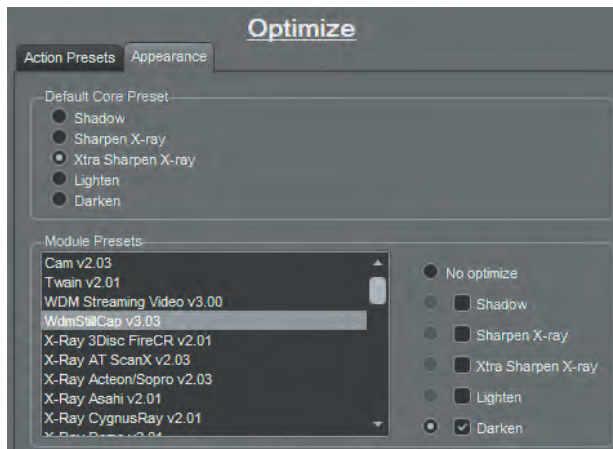 Optimize
Action Presets Appearance
Default Core Preset
Shadow
Sharpen X-ray
Xtra Sharpen X-ray
Lighten
Darken
Module Presets
Cam v2.03
Twain v2.01
WDM Streaming Video v3.00
WdmStillCap v3.03
X-Ray 3Disc FireCR v2.01
X-Ray AT ScanX v2.03
X-Ray Acteon/Sopro v2.03
X-Ray Asahi v2.01
X-Ray CygnusRay v2.01
No optimize
Shadow
Sharpen X-ray
Xtra Sharpen X-ray
Lighten
Darken